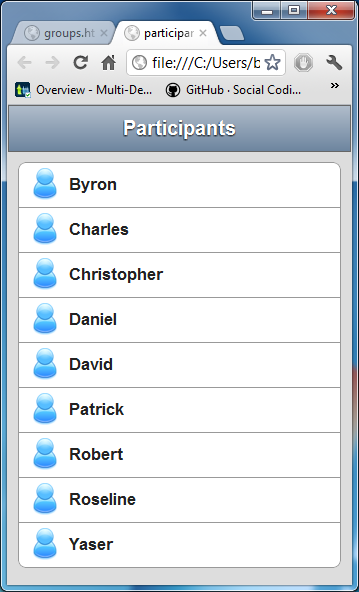 groups.ht
participar
file:///C:/Users/b
Overview - Multi-De...
GitHub · Social Codi...
»
Participants
Byron
Charles
Christopher
Daniel
David
Patrick
Robert
Roseline
Yaser